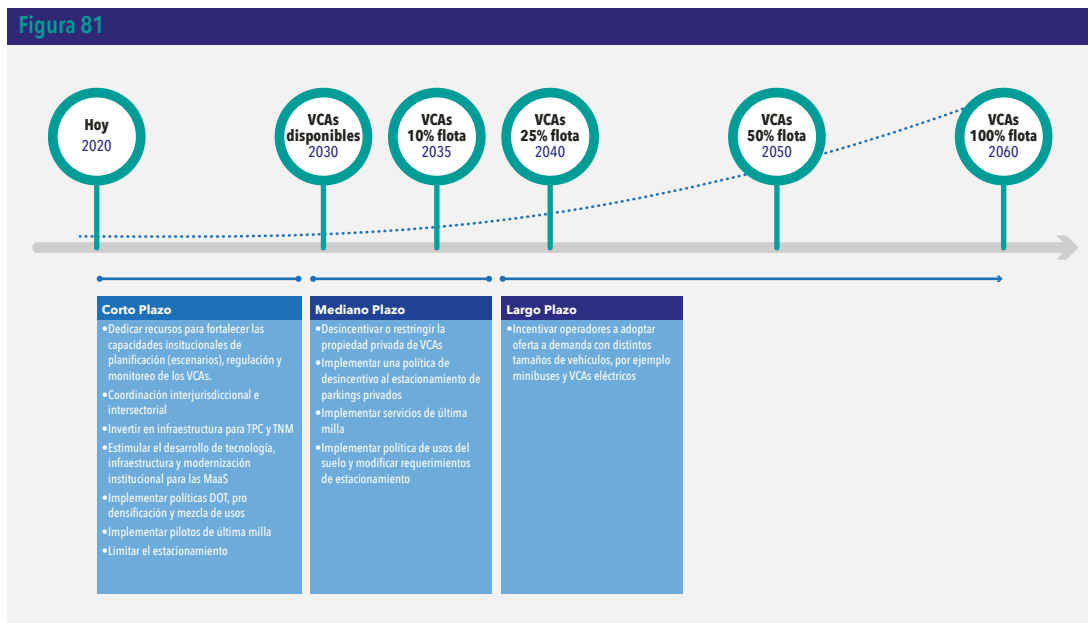 Figura 81
Hoy
2020
VCAs
disponibles
2030
VCAs
10% flota
2035
VCAs
25% flota
2040
VCAs
50% flota
2050
VCAs
100% flota
2060
Corto Plazo
•Dedicar recursos para fortalecer las
capacidades insitucionales de
planificación (escenarios), regulación y
monitoreo de los VCAs.
•Coordinación interjurisdiccional e
intersectorial
•Invertir en infraestructura para TPC y TNM
•Estimular el desarrollo de tecnología,
infraestructura y modernización
institucional para las MaaS
•Implementar políticas DOT, pro
densificación y mezcla de usos
•Implementar pilotos de última milla
•Limitar el estacionamiento
Mediano Plazo
•Desincentivar o restringir la
propiedad privada de VCAs
•Implementar una política de
desincentivo al estacionamiento de
parkings privados
•Implementar servicios de última
milla
•Implementar política de usos del
suelo y modificar requerimientos
de estacionamiento
Largo Plazo
•Incentivar operadores a adoptar
oferta a demanda con distintos
tamaños de vehículos, por ejemplo
minibuses y VCAs eléctricos